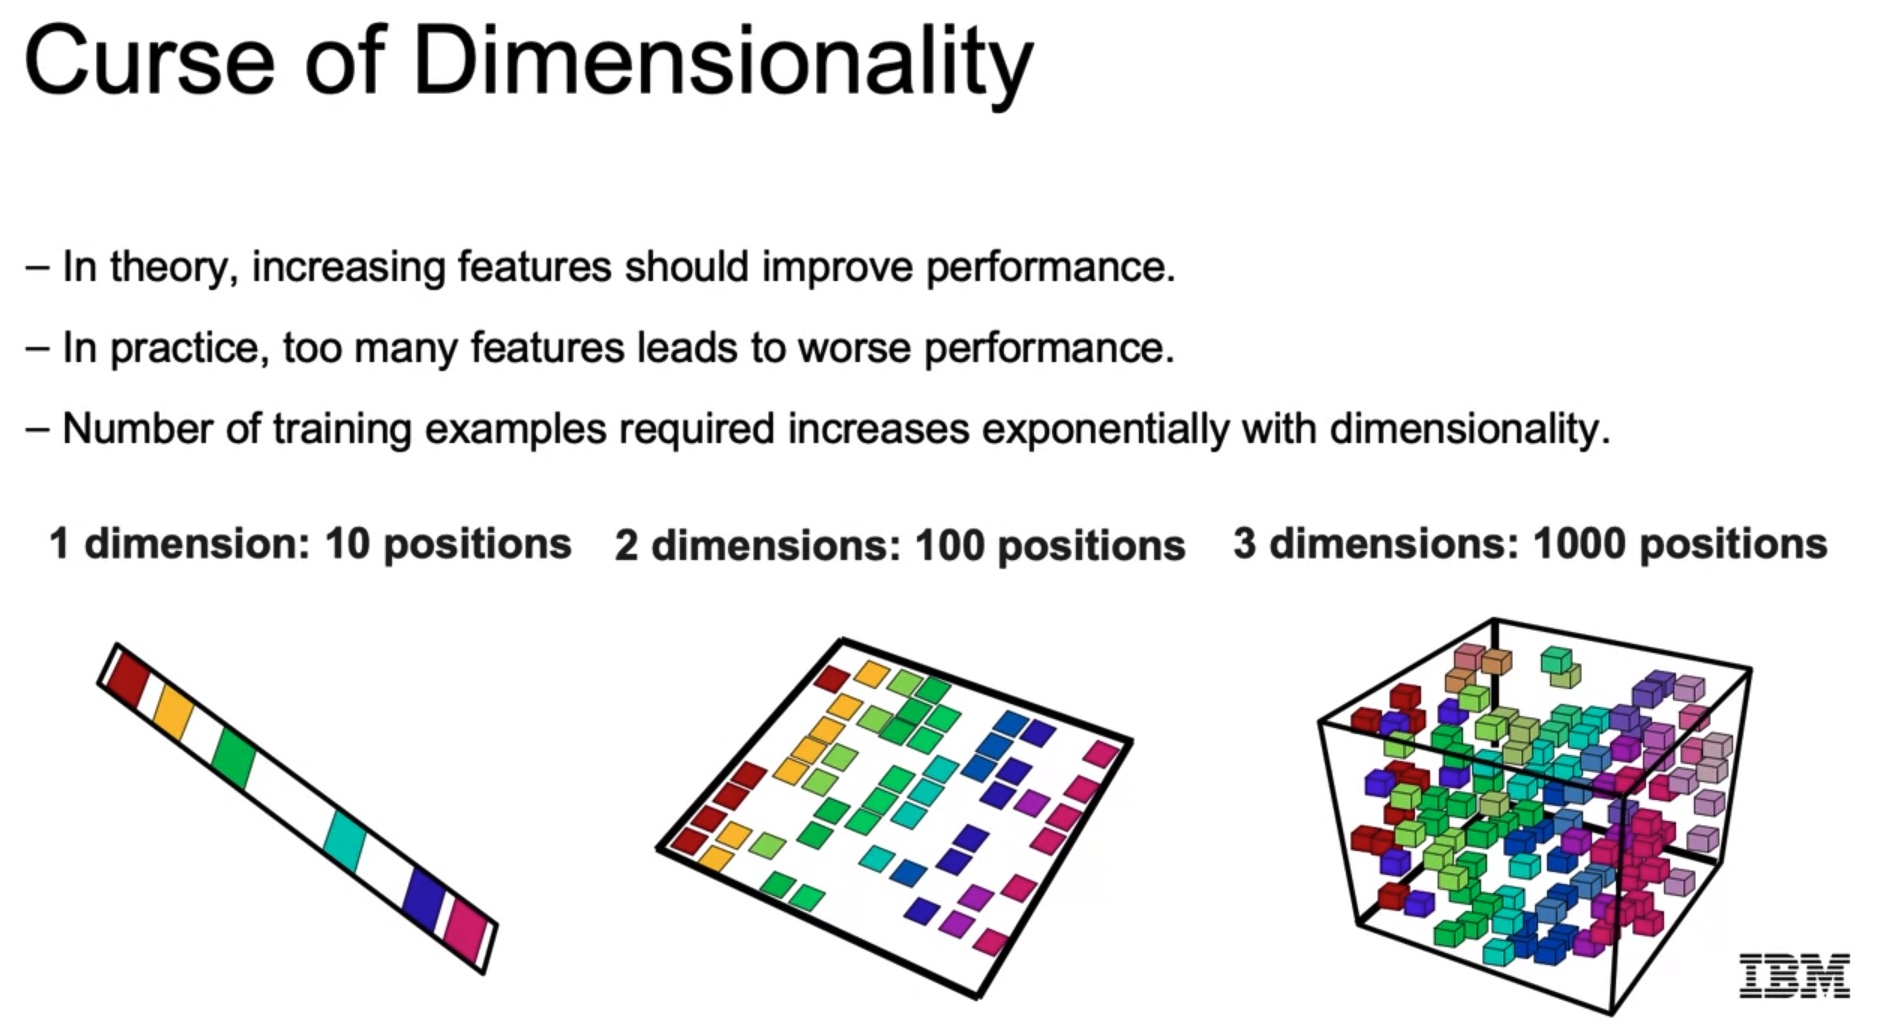 Curse of Dimensionality
– In theory, increasing features should improve performance.
– In practice, too many features leads to worse performance.
– Number of training examples required increases exponentially with dimensionality.
1 dimension: 10 positions
2 dimensions: 100 positions
3 dimensions: 1000 positions
IBM